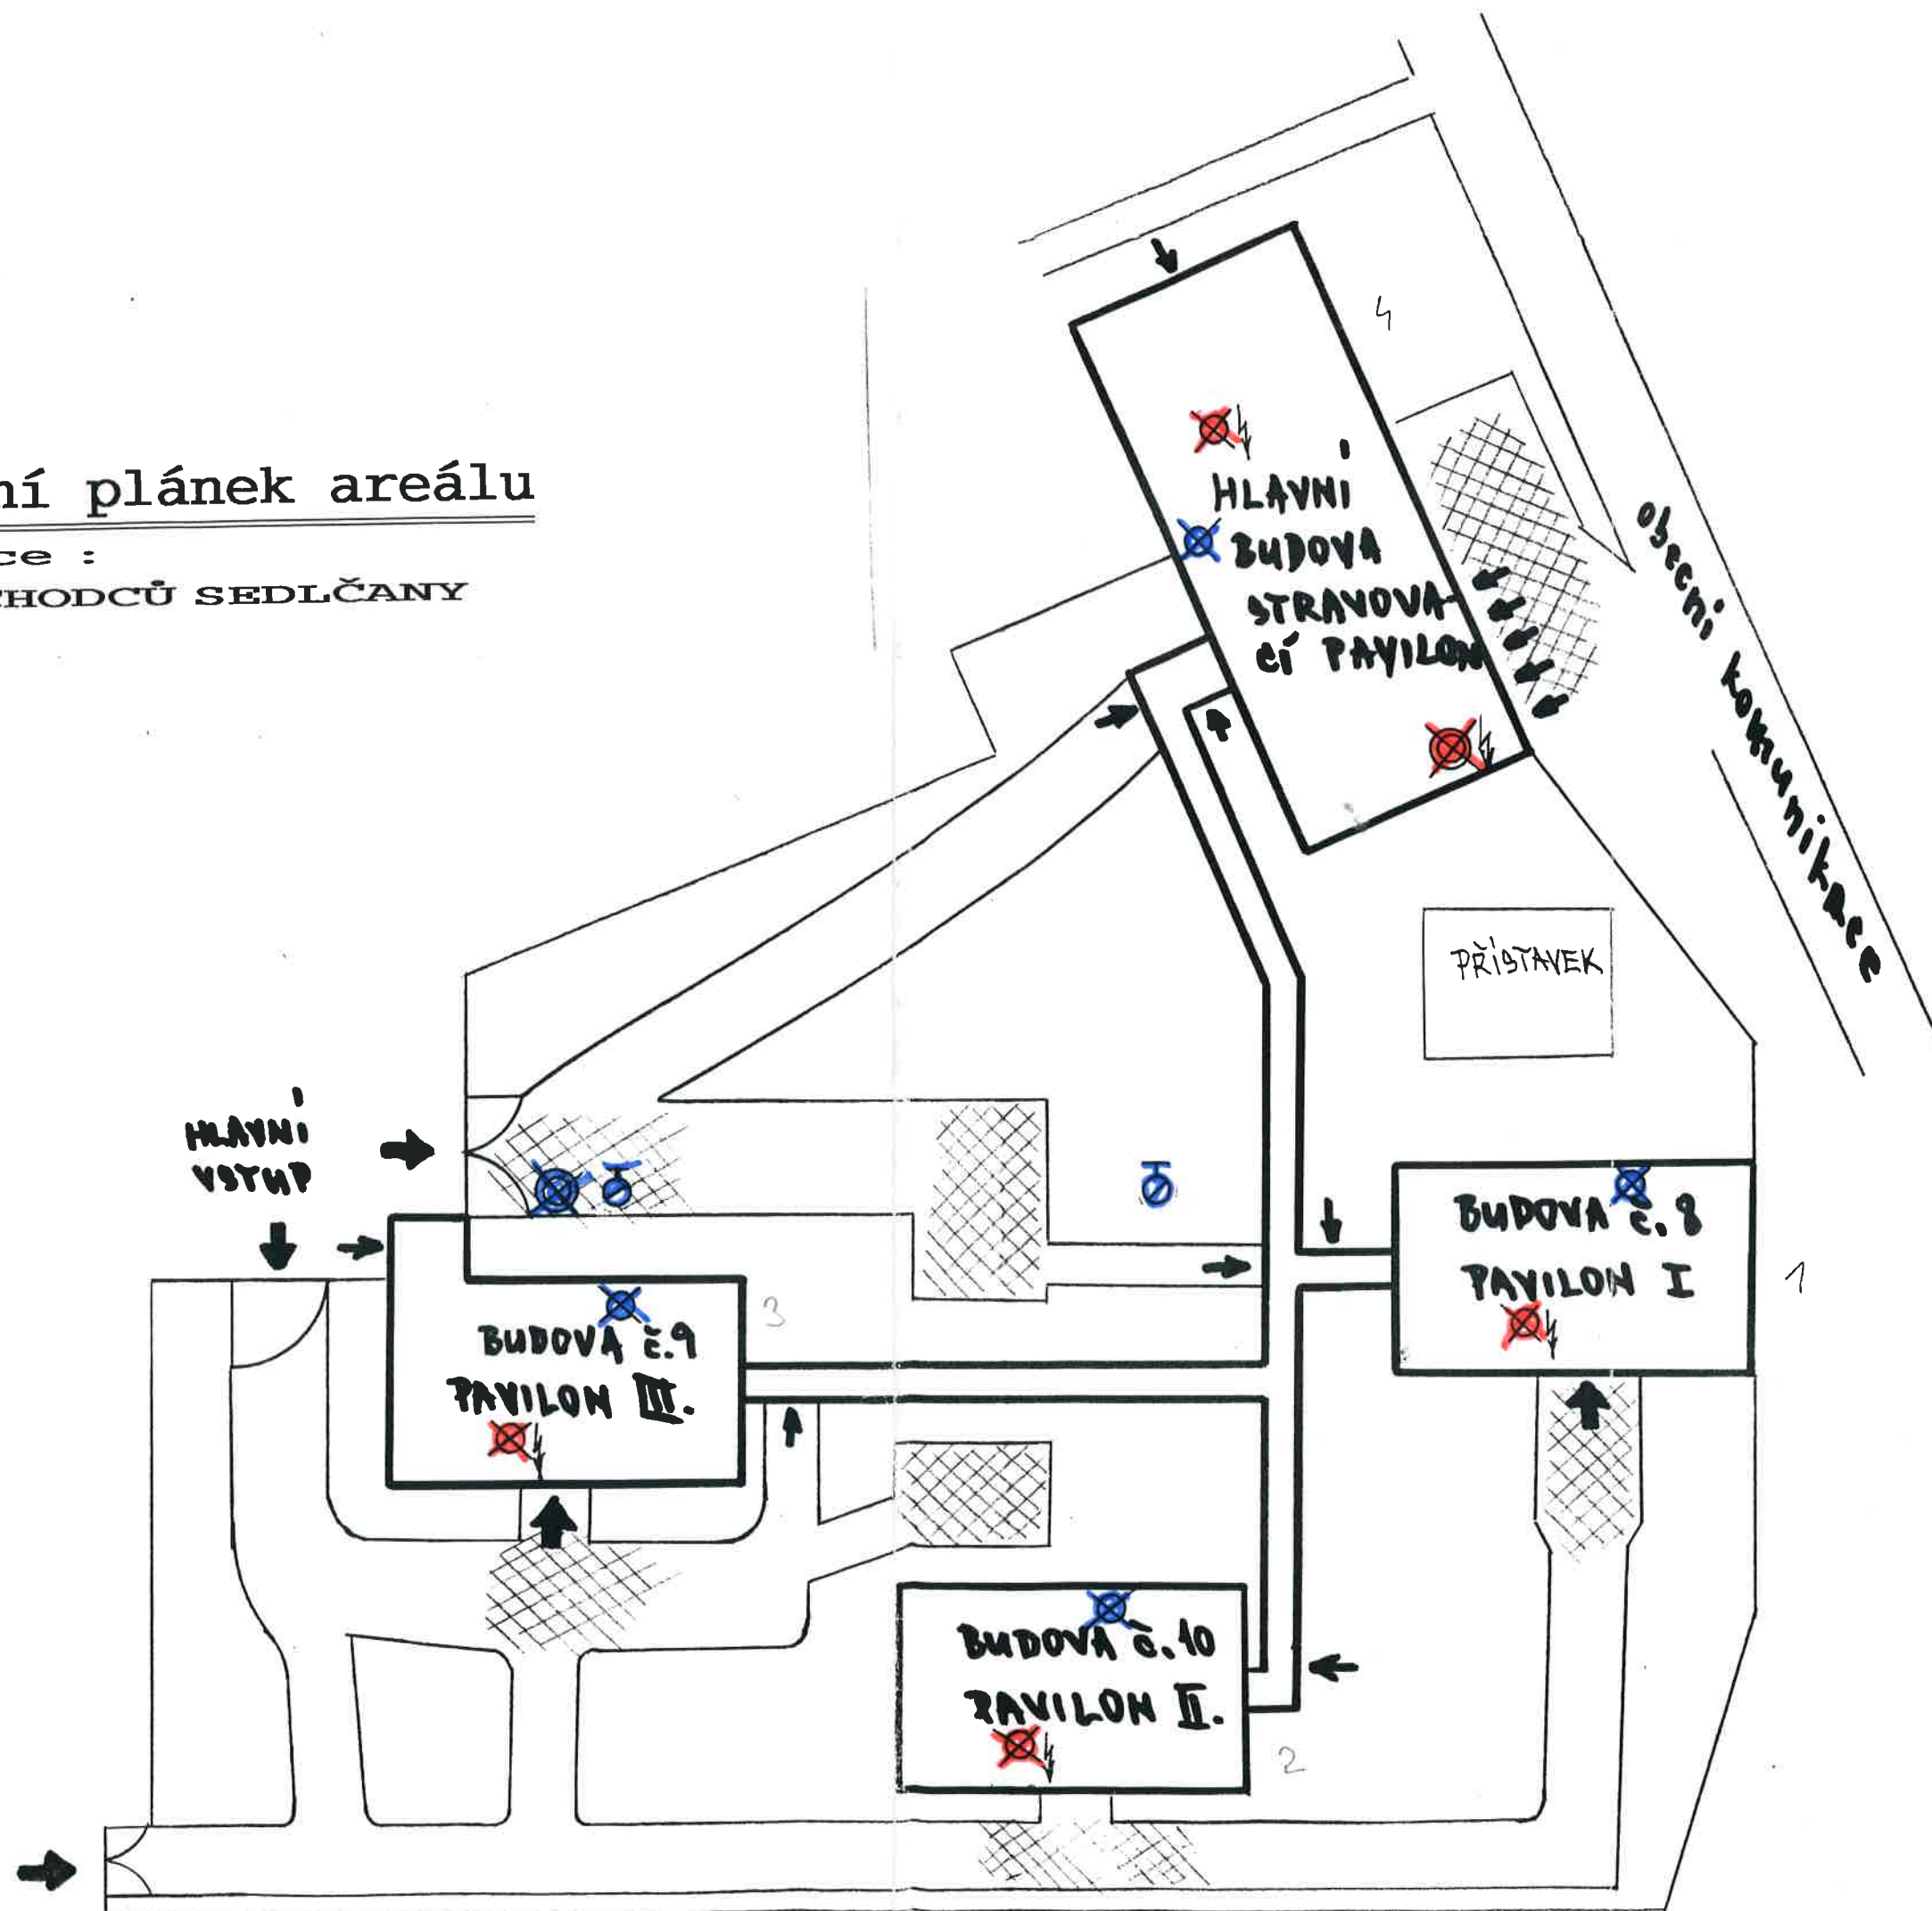 ní plánek areálu
ce :
CHODCŮ SEDLČANY
4
HLAVNÍ
BUDOVA
STRAVOVA-
CÍ PAVILON
obecní komunikace
PŘÍSTAVEK
HLAVNÍ
VSTUP
BUDOVA č.8
PAVILON I
1
3
BUDOVA č.9
PAVILON III.
BUDOVA č.10
PAVILON II.
2